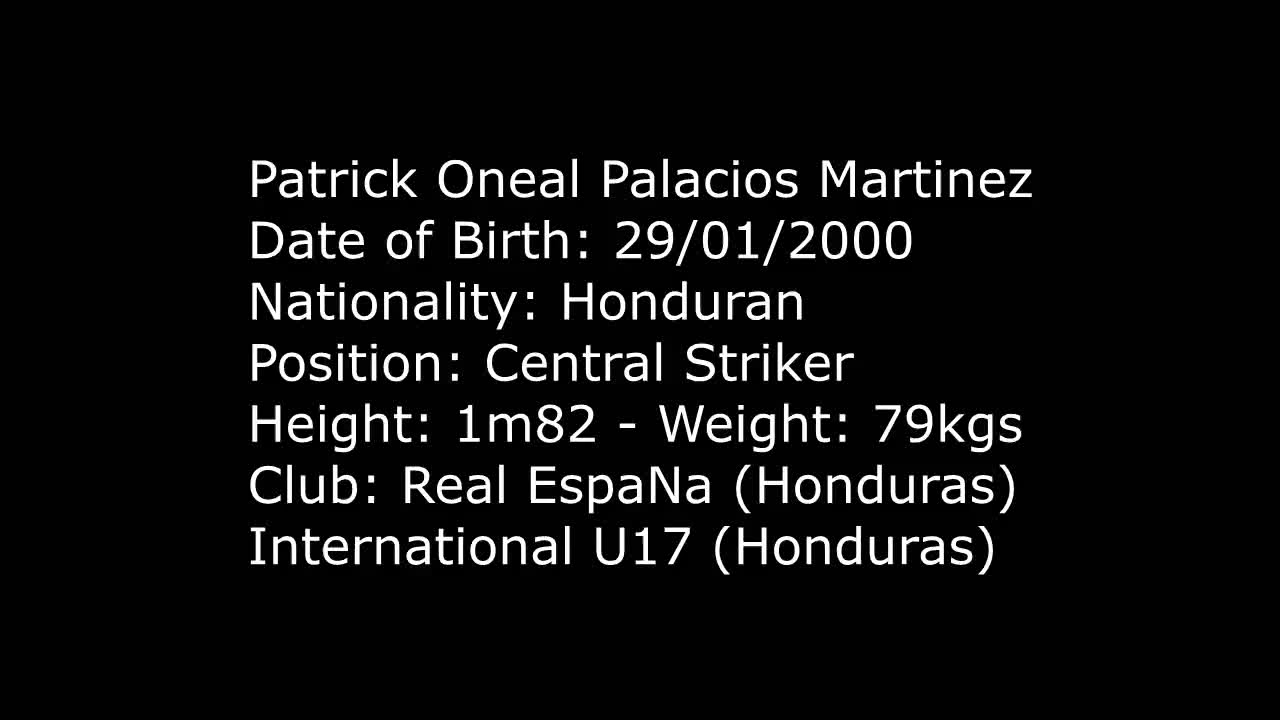 Patrick Oneal Palacios Martinez
Date of Birth: 29/01/2000
Nationality: Honduran
Position: Central Striker
Height: 1m82 - Weight: 79kgs
Club: Real EspaNa (Honduras)
International U17 (Honduras)